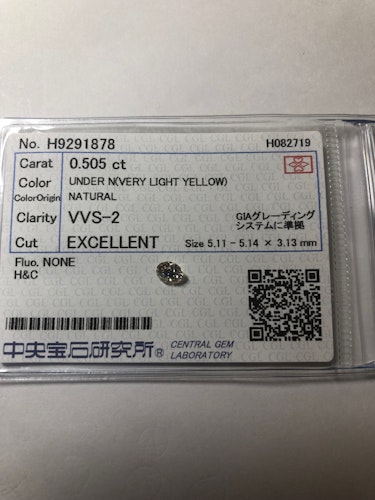 No. H9291878 H082719
Carat 0.505 ct
Color UNDER N(VERY LIGHT YELLOW)
ColorOrigin NATURAL
Clarity VVS-2 GIAグレーディング
システムに準拠
Cut EXCELLENT Size 5.11 - 5.14 × 3.13 mm
Fluo. NONE
H&C
中央宝石研究所® CENTRAL GEM
LABORATORY